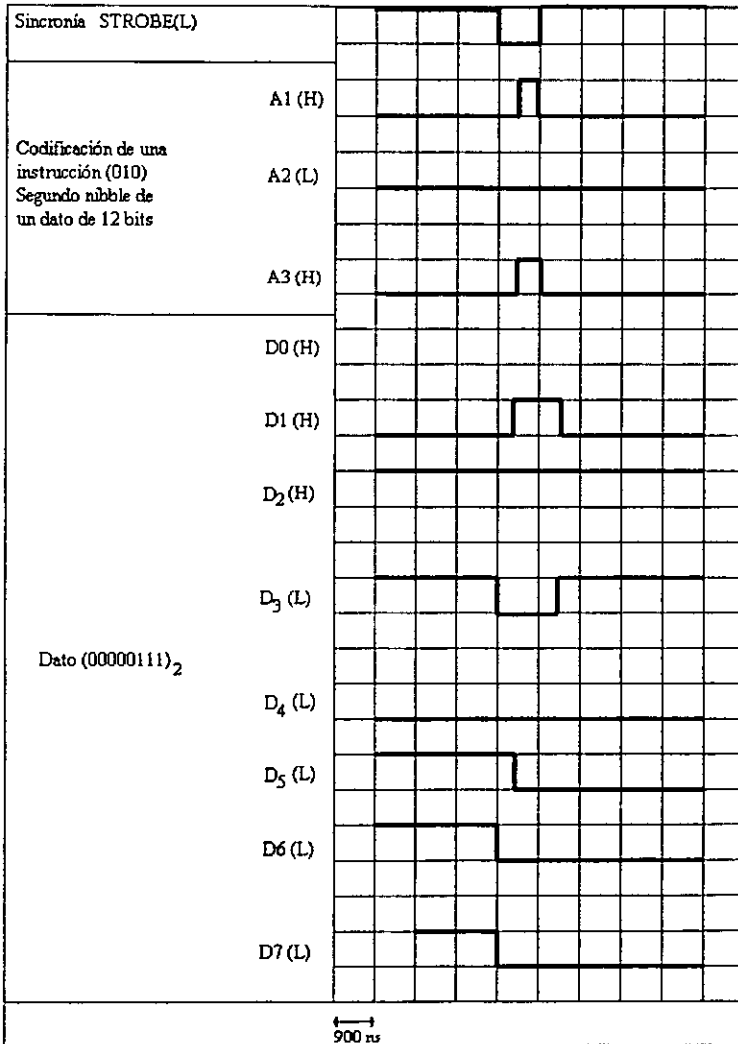 Sincronía STROBE(L)
A1 (H)
Codificación de una
instrucción (010)
Segundo nibble de
un dato de 12 bits
A2 (L)
A3 (H)
D0 (H)
D1 (H)
D2 (H)
D3 (L)
Dato (00000111)2
D4 (L)
D5 (L)
D6 (L)
D7 (L)
900 ns